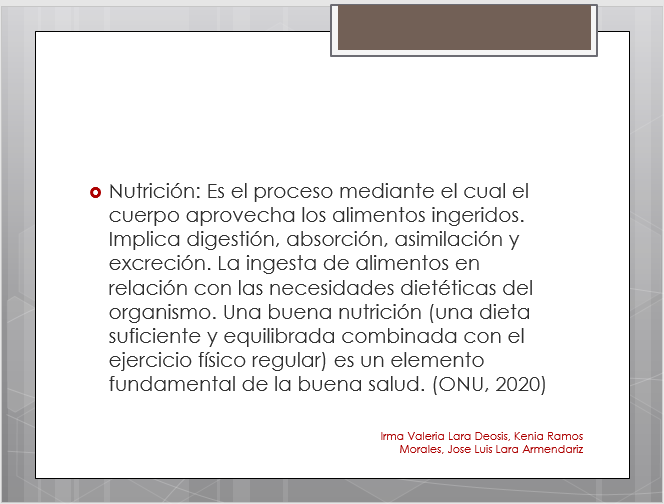 Nutrición: Es el proceso mediante el cual el
cuerpo aprovecha los alimentos ingeridos.
Implica digestión, absorción, asimilación y
excreción. La ingesta de alimentos en
relación con las necesidades dietéticas del
organismo. Una buena nutrición (una dieta
suficiente y equilibrada combinada con el
ejercicio físico regular) es un elemento
fundamental de la buena salud. (ONU, 2020)
Irma Valeria Lara Deosis, Kenia Ramos
Morales, Jose Luis Lara Armendariz